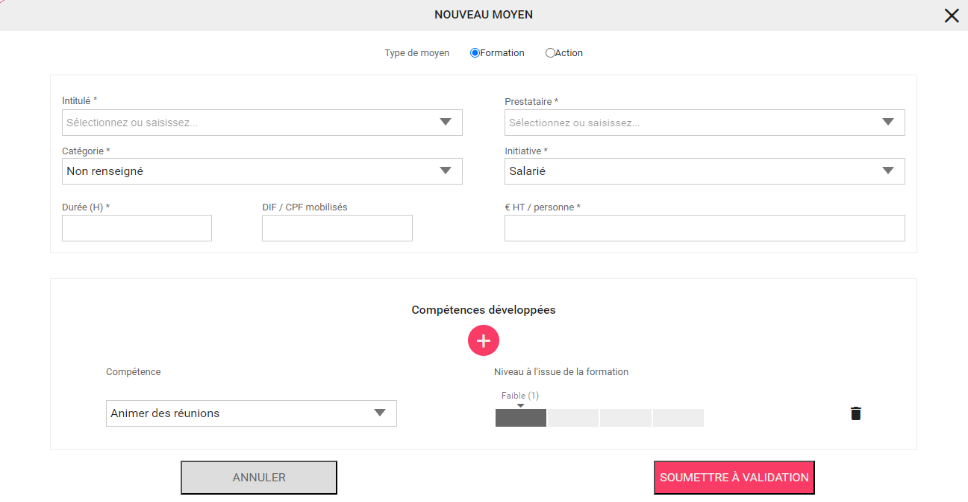 NOUVEAU MOYEN
Type de moyen Formation Action
Intitulé * Prestataire *
Sélectionnez ou saisissez... Sélectionnez ou saisissez...
Catégorie * Initiative *
Non renseigné Salarié
Durée (H) * DIF / CPF mobilisés € HT / personne *
Compétences développées
Compétence Niveau à l'issue de la formation
Faible (1)
Animer des réunions
ANNULER SOUMETTRE À VALIDATION